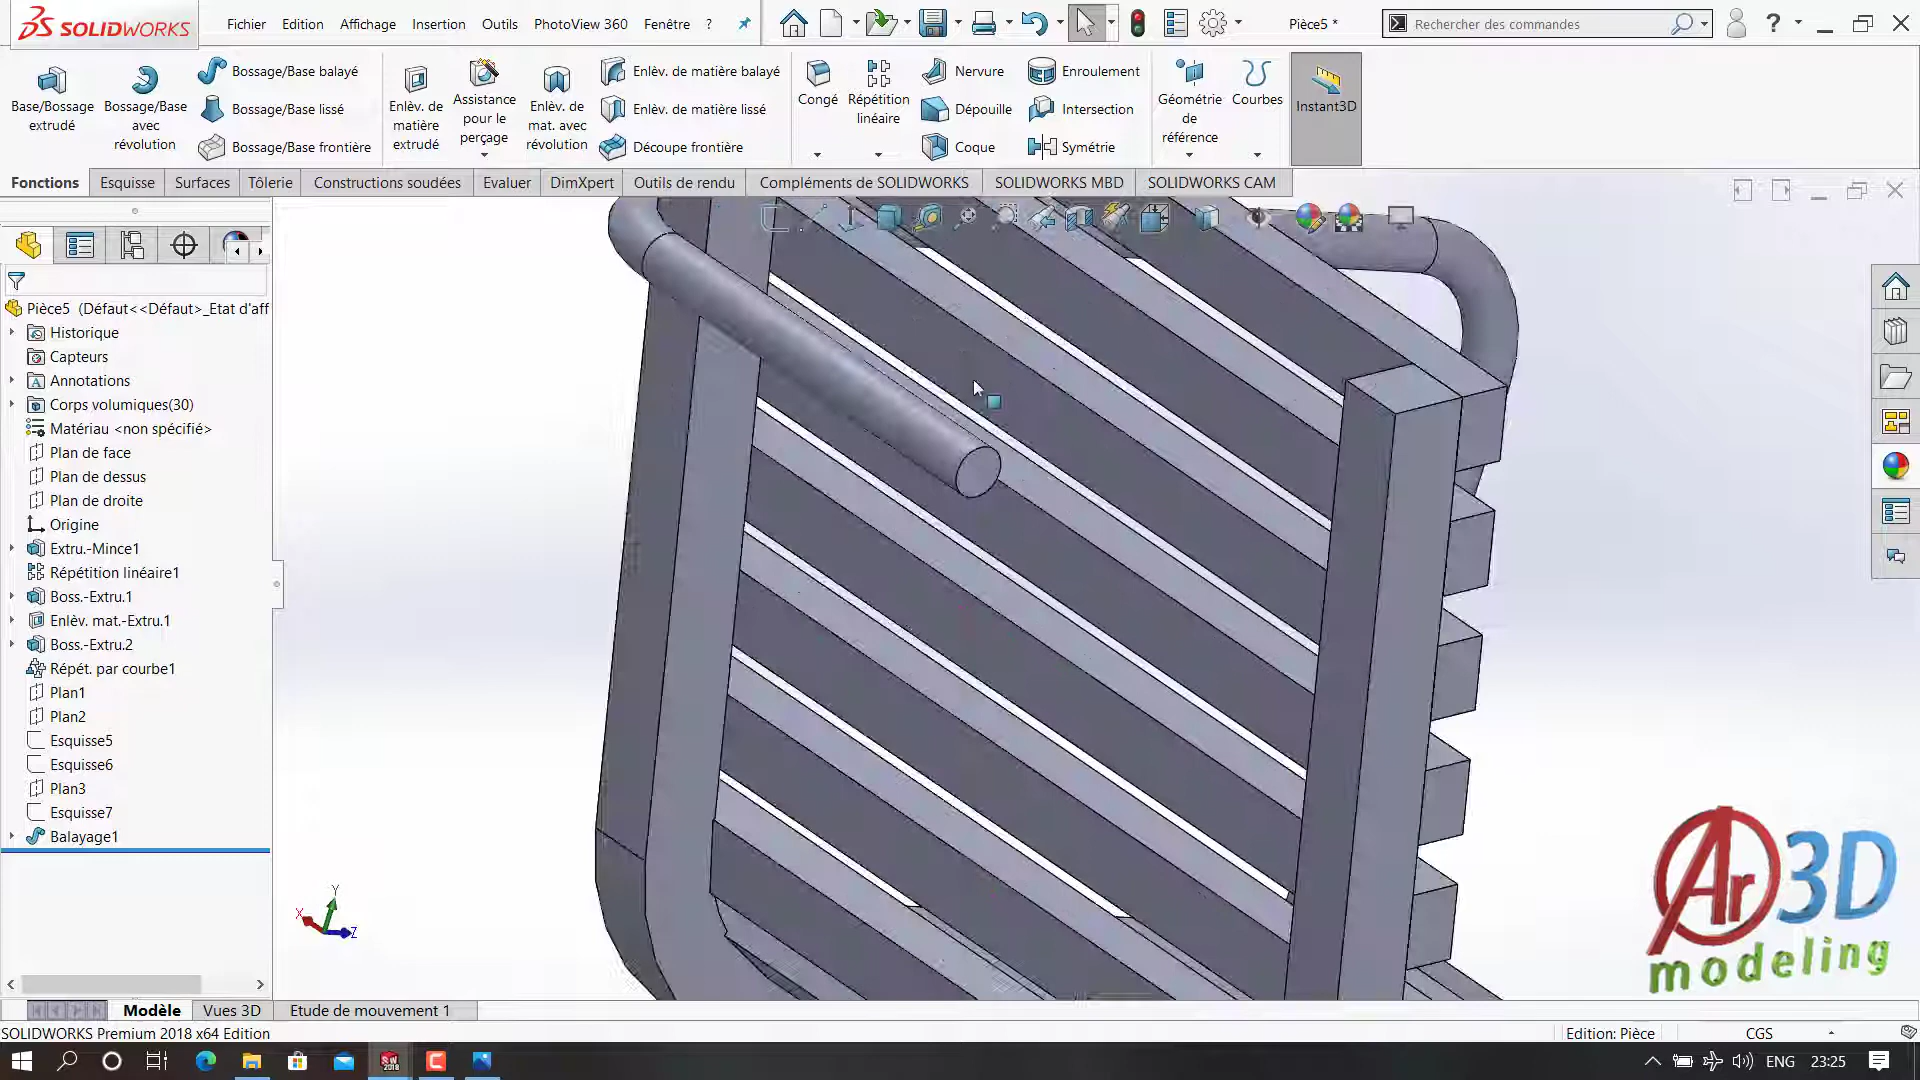 SOLIDWORKS
Fichier Edition Affichage Insertion Outils PhotoView 360 Fenêtre ?
Pièce5 *
Rechercher des commandes
?
Base/Bossage extrudé
Bossage/Base avec révolution
Bossage/Base balayé
Bossage/Base lissé
Bossage/Base frontière
Enlèv. de matière extrudé
Assistance pour le perçage
Enlèv. de mat. avec révolution
Enlèv. de matière balayé
Enlèv. de matière lissé
Découpe frontière
Congé
Répétition linéaire
Nervure
Dépouille
Coque
Enroulement
Intersection
Symétrie
Géométrie de référence
Courbes
Instant3D
Fonctions Esquisse Surfaces Tôlerie Constructions soudées Evaluer DimXpert Outils de rendu Compléments de SOLIDWORKS SOLIDWORKS MBD SOLIDWORKS CAM
Pièce5 (Défaut<<Défaut>_Etat d'aff
Historique
Capteurs
Annotations
Corps volumiques(30)
Matériau <non spécifié>
Plan de face
Plan de dessus
Plan de droite
Origine
Extru.-Mince1
Répétition linéaire1
Boss.-Extru.1
Enlèv. mat.-Extru.1
Boss.-Extru.2
Répét. par courbe1
Plan1
Plan2
Esquisse5
Esquisse6
Plan3
Esquisse7
Balayage1
Y
X
Z
Ar3D
modeling
Modèle Vues 3D Etude de mouvement 1
SOLIDWORKS Premium 2018 x64 Edition
Edition: Pièce
CGS
SW
2018
ENG 23:25